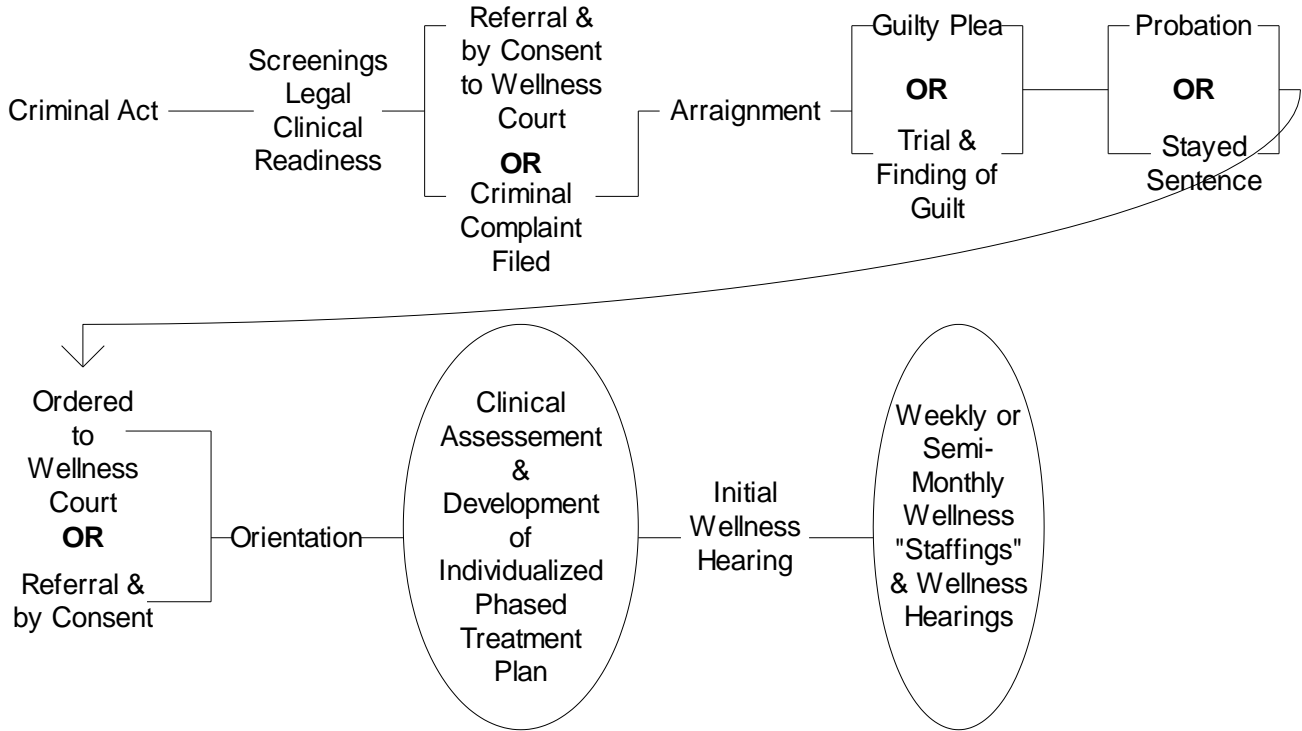 Criminal Act
Screenings
Legal
Clinical
Readiness
Referral &
by Consent
to Wellness
Court
OR
Criminal
Complaint
Filed
Arraignment
Guilty Plea
OR
Trial &
Finding of
Guilt
Probation
OR
Stayed
Sentence
Ordered
to
Wellness
Court
OR
Referral &
by Consent
Orientation
Clinical
Assessement
&
Development
of
Individualized
Phased
Treatment
Plan
Initial
Wellness
Hearing
Weekly or
Semi-
Monthly
Wellness
"Staffings"
& Wellness
Hearings